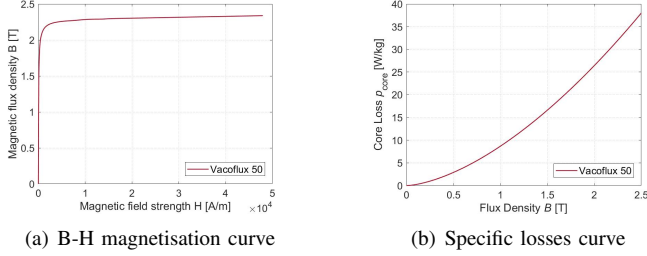 2.5
2
1.5
1
0.5
0
Magnetic flux density B [T]
Vacoflux 50
0 1 2 3 4 5
Magnetic field strength H [A/m] ×10⁴
(a) B-H magnetisation curve
40
35
30
25
20
15
10
5
0
Core Loss p_core [W/kg]
Vacoflux 50
0 0.5 1 1.5 2 2.5
Flux Density B [T]
(b) Specific losses curve